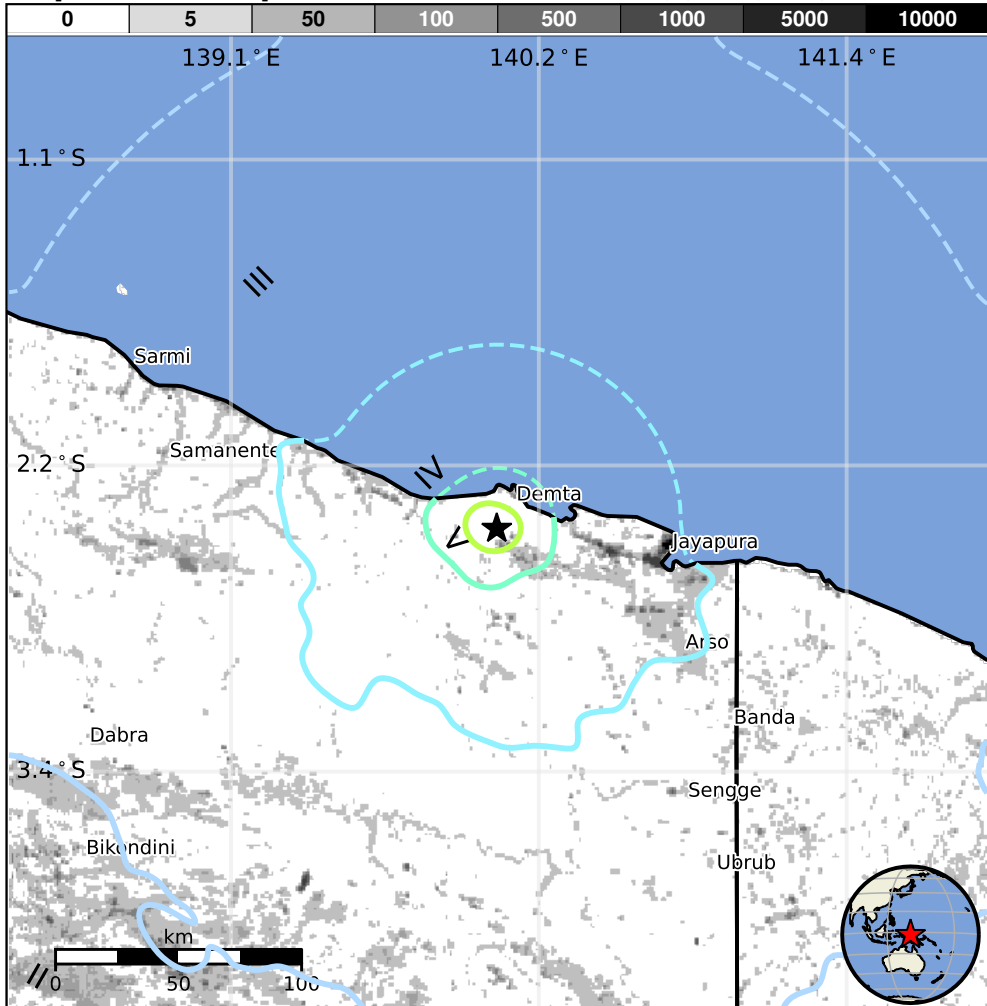 0 5 50 100 500 1000 5000 10000
139.1°E 140.2°E 141.4°E
1.1°S
III
Sarmi
Samanente
2.2°S
IV
Demta
V
Jayapura
Arso
Banda
Dabra
3.4°S
Sengge
Bikondini
Ubrub
km
0 50 100
II